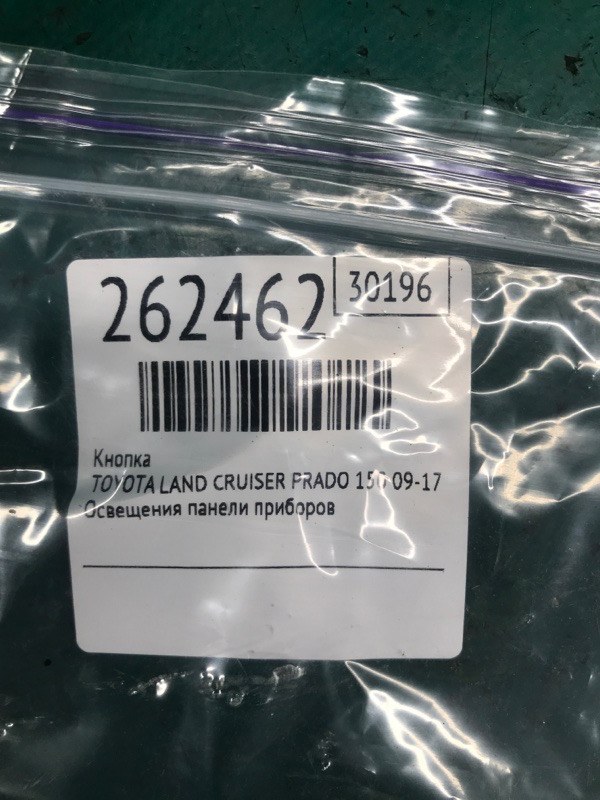 262462 30196
Кнопка
TOYOTA LAND CRUISER PRADO 150 09-17
Освещения панели приборов